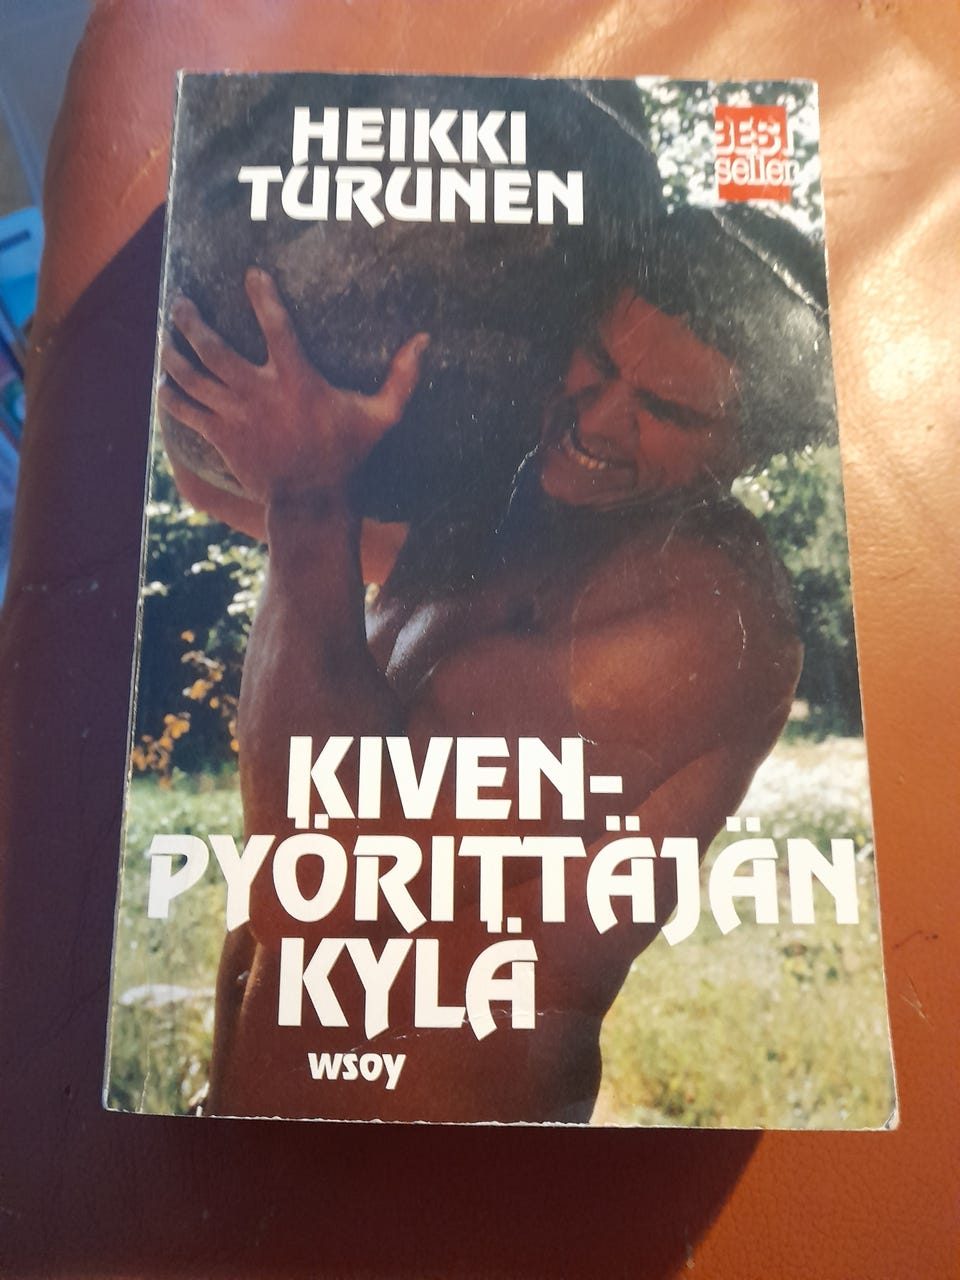 HEIKKI
TURUNEN
BEST
seller
KIVEN-
PYÖRITTÄJÄN
KYLÄ
wsoy